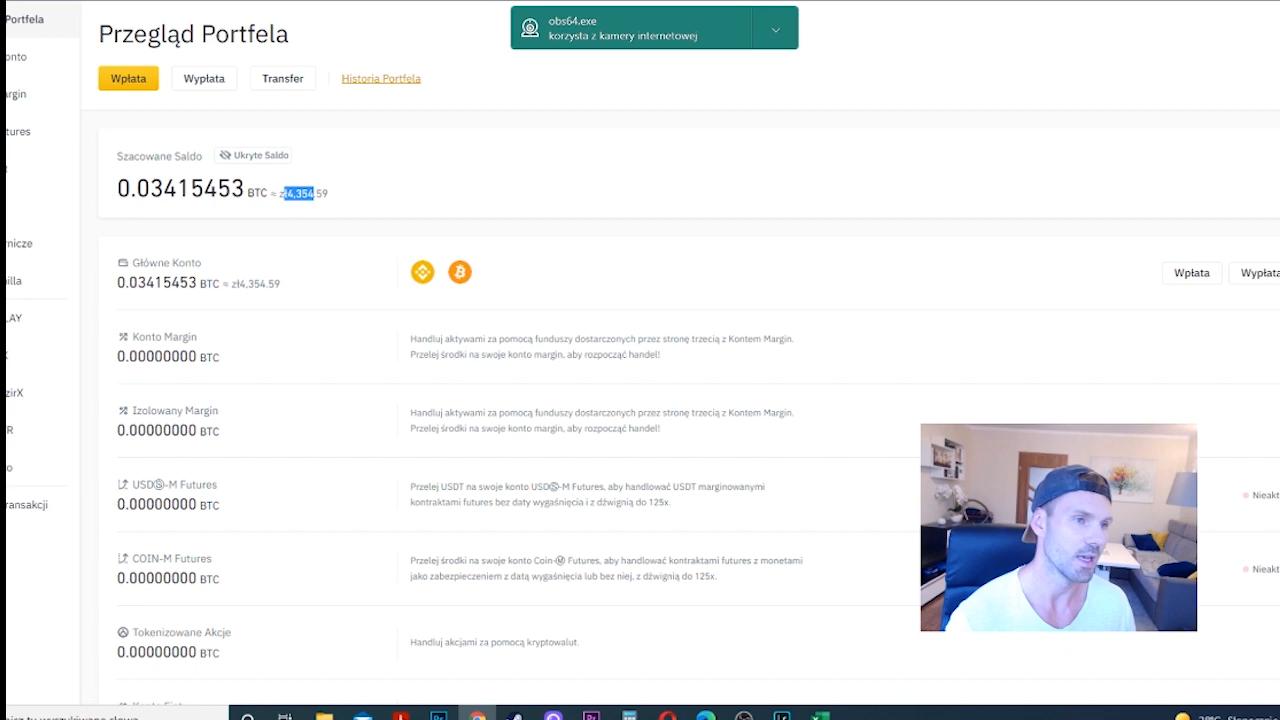 Portfela
Przegląd Portfela
obs64.exe
korzysta z kamery internetowej
Wpłata
Wypłata
Transfer
Historia Portfela
Szacowane Saldo
Ukryte Saldo
0.03415453 BTC ≈ zł4,354.59
Główne Konto
0.03415453 BTC ≈ zł4,354.59
Wpłata
Wypłata
Konto Margin
0.00000000 BTC
Handluj aktywami za pomocą funduszy dostarczonych przez stronę trzecią z Kontem Margin.
Przelej środki na swoje konto margin, aby rozpocząć handel!
Izolowany Margin
0.00000000 BTC
Handluj aktywami za pomocą funduszy dostarczonych przez stronę trzecią z Kontem Margin.
Przelej środki na swoje konto margin, aby rozpocząć handel!
USDⓈ-M Futures
0.00000000 BTC
Przelej USDT na swoje konto USDⓈ-M Futures, aby handlować USDT marginowanymi
kontraktami futures bez daty wygaśnięcia i z dźwignią do 125x.
Nieakt
COIN-M Futures
0.00000000 BTC
Przelej środki na swoje konto Coin-Ⓜ Futures, aby handlować kontraktami futures z monetami
jako zabezpieczeniem z datą wygaśnięcia lub bez niej, z dźwignią do 125x.
Nieakt
Tokenizowane Akcje
0.00000000 BTC
Handluj akcjami za pomocą kryptowalut.
onto
argin
tures
rnicze
illa
LAY
zirX
R
o
ransakcji